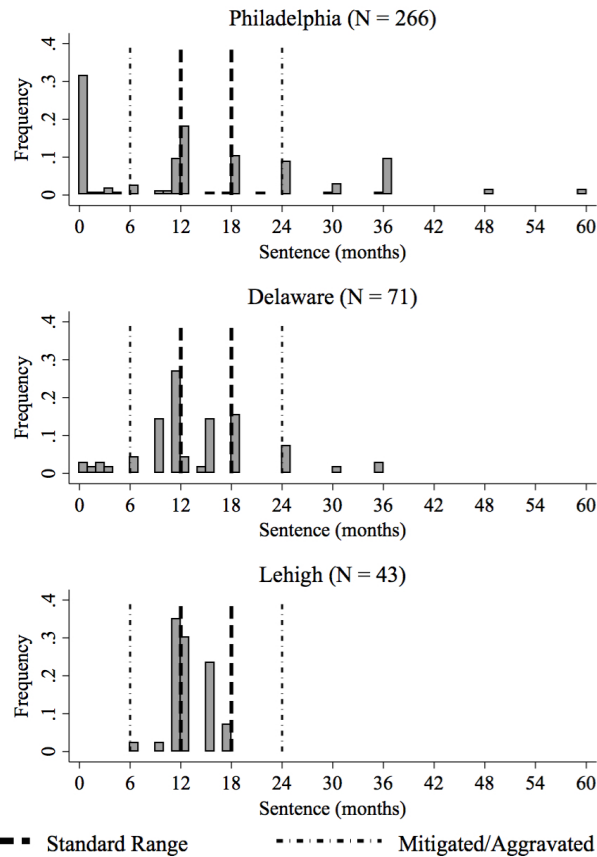 Philadelphia (N = 266)
Frequency
0 .1 .2 .3 .4
0 6 12 18 24 30 36 42 48 54 60
Sentence (months)
Delaware (N = 71)
Frequency
0 .1 .2 .3 .4
0 6 12 18 24 30 36 42 48 54 60
Sentence (months)
Lehigh (N = 43)
Frequency
0 .1 .2 .3 .4
0 6 12 18 24 30 36 42 48 54 60
Sentence (months)
Standard Range Mitigated/Aggravated